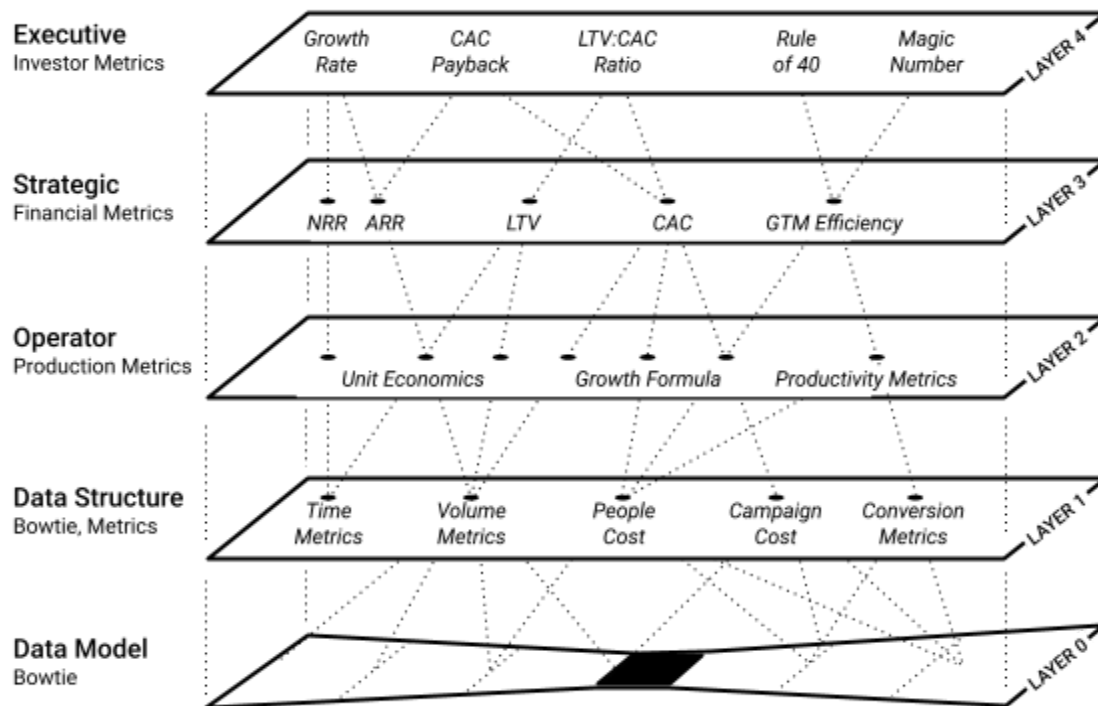 Executive
Investor Metrics
Growth
Rate
CAC
Payback
LTV:CAC
Ratio
Rule
of 40
Magic
Number
LAYER 4
Strategic
Financial Metrics
NRR
ARR
LTV
CAC
GTM Efficiency
LAYER 3
Operator
Production Metrics
Unit Economics
Growth Formula
Productivity Metrics
LAYER 2
Data Structure
Bowtie, Metrics
Time
Metrics
Volume
Metrics
People
Cost
Campaign
Cost
Conversion
Metrics
LAYER 1
Data Model
Bowtie
LAYER 0